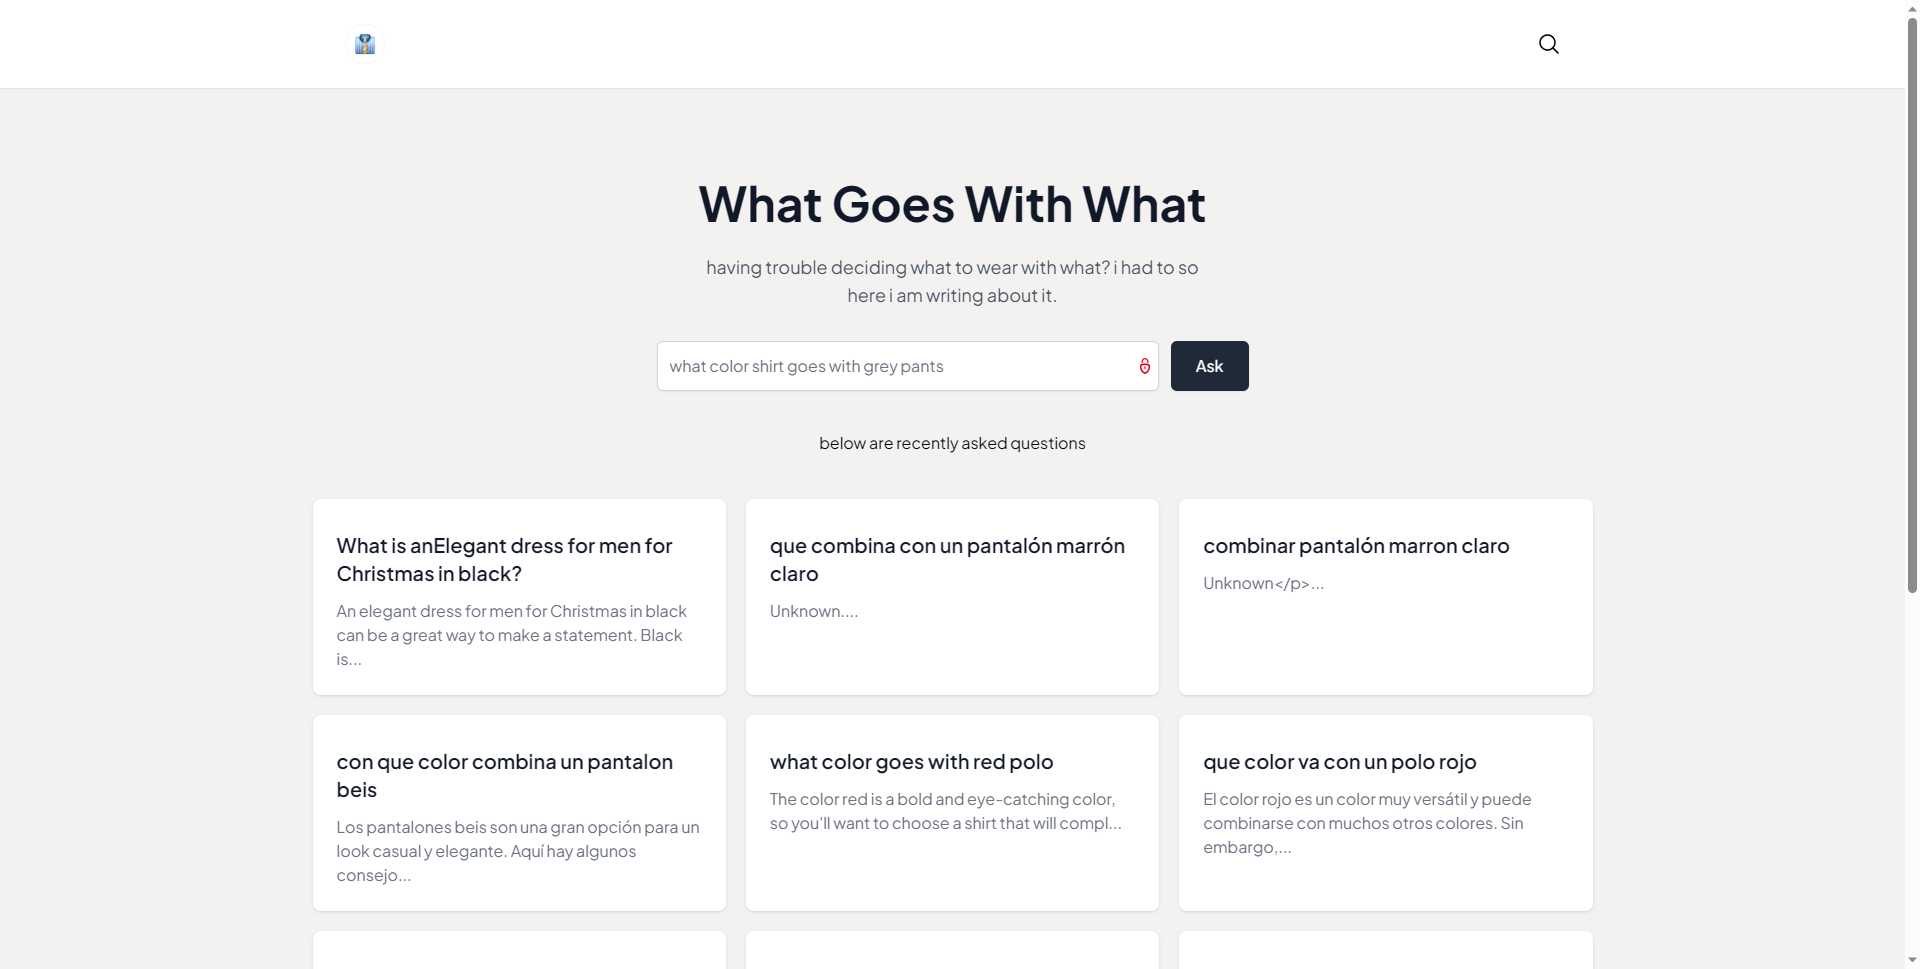 What Goes With What
having trouble deciding what to wear with what? i had to so
here i am writing about it.
what color shirt goes with grey pants
Ask
below are recently asked questions
What is anElegant dress for men for
Christmas in black?
An elegant dress for men for Christmas in black
can be a great way to make a statement. Black
is...
que combina con un pantalón marrón
claro
Unknown....
combinar pantalón marron claro
Unknown</p>...
con que color combina un pantalon
beis
Los pantalones beis son una gran opción para un
look casual y elegante. Aquí hay algunos
consejo...
what color goes with red polo
The color red is a bold and eye-catching color,
so you'll want to choose a shirt that will compl...
que color va con un polo rojo
El color rojo es un color muy versátil y puede
combinarse con muchos otros colores. Sin
embargo,...